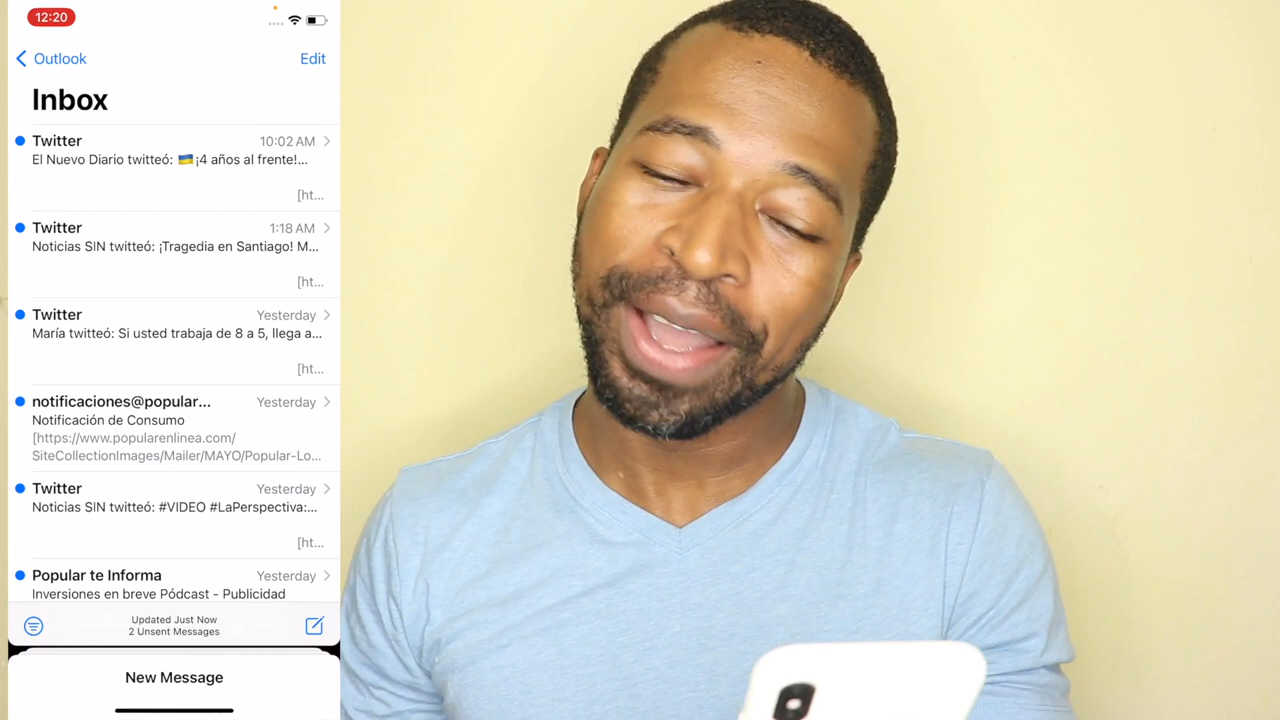 12:20
Outlook
Edit
Inbox
Twitter
10:02 AM
El Nuevo Diario twitteó: 🇺🇦 ¡4 años al frente!...
[ht...
Twitter
1:18 AM
Noticias SIN twitteó: ¡Tragedia en Santiago! M...
[ht...
Twitter
Yesterday
María twitteó: Si usted trabaja de 8 a 5, llega a...
[ht...
notificaciones@popular...
Yesterday
Notificación de Consumo
[https://www.popularenlinea.com/
SiteCollectionImages/Mailer/MAYO/Popular-Lo...
Twitter
Yesterday
Noticias SIN twitteó: #VIDEO #LaPerspectiva:...
[ht...
Popular te Informa
Yesterday
Inversiones en breve Pódcast - Publicidad
Updated Just Now
2 Unsent Messages
New Message